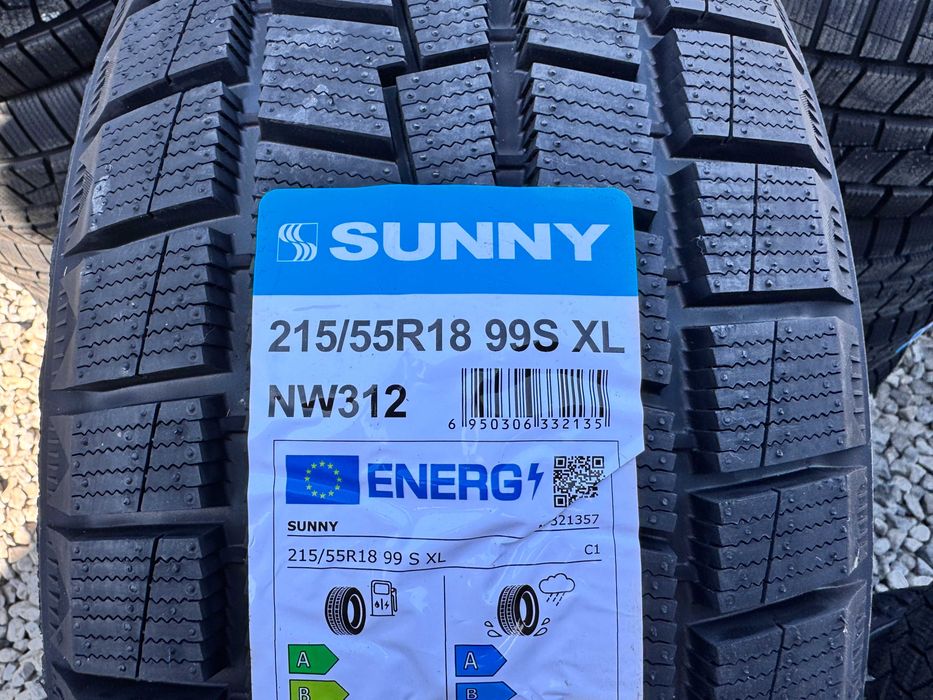 SUNNY
215/55R18 99S XL
NW312
6 950306 332135
ENERG
SUNNY
321357
215/55R18 99 S XL
C1
A A
B B